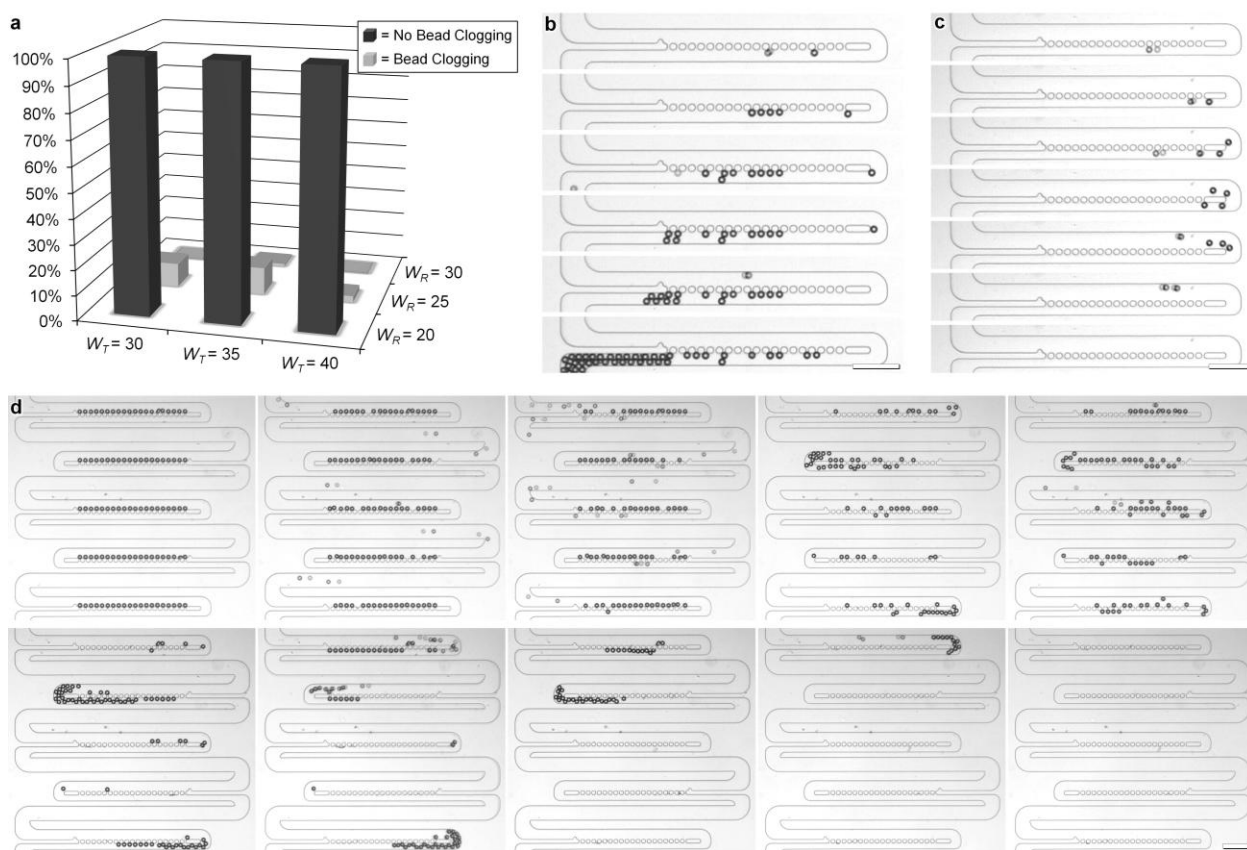 a
= No Bead Clogging
= Bead Clogging
100%
90%
80%
70%
60%
50%
40%
30%
20%
10%
0%
W_T = 30
W_T = 35
W_T = 40
W_R = 30
W_R = 25
W_R = 20
b
c
d